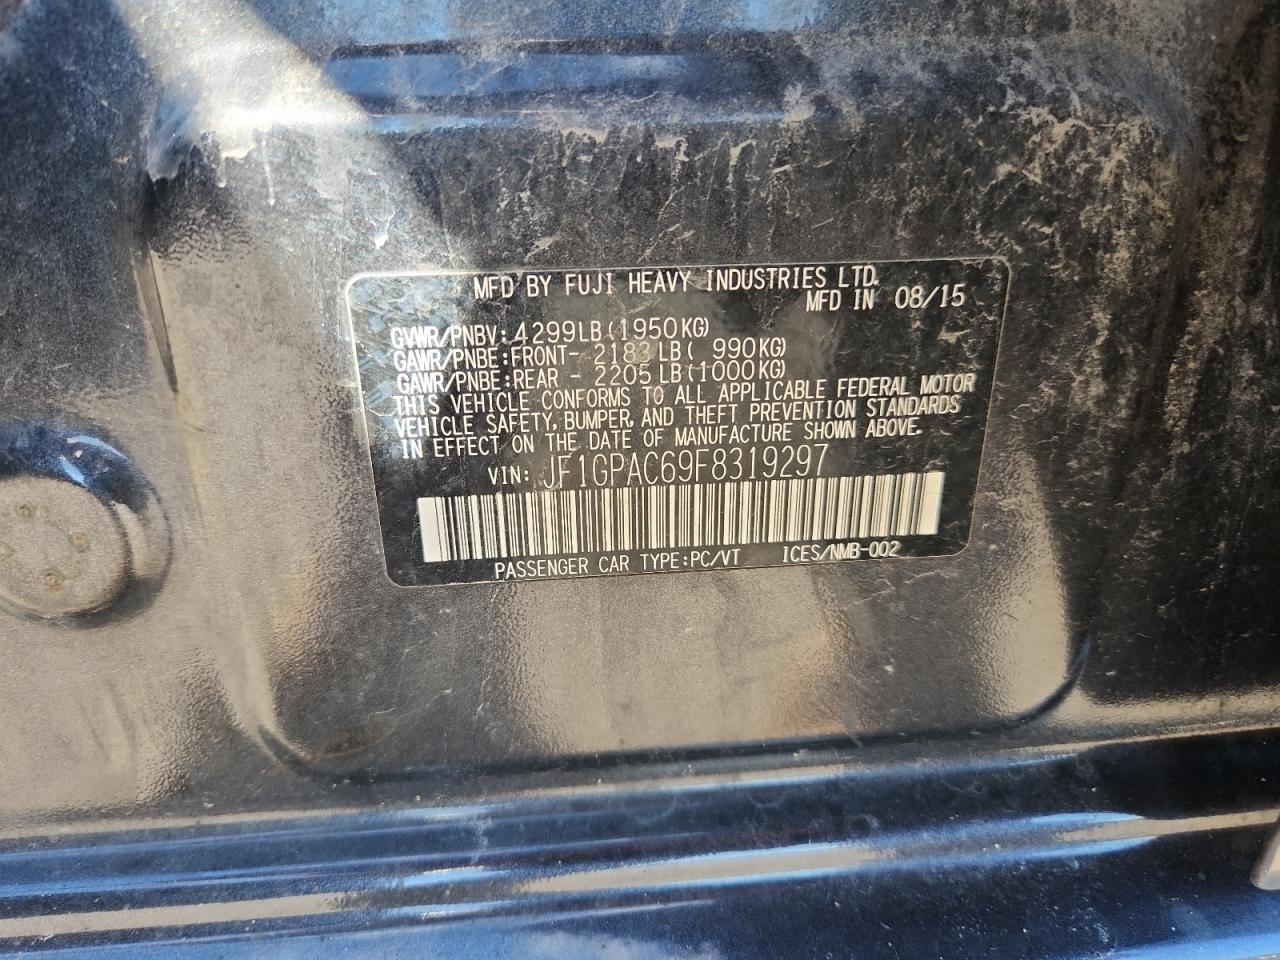 MFD BY FUJI HEAVY INDUSTRIES LTD.
MFD IN 08/15
GVWR/PNBV: 4299LB(1950KG)
GAWR/PNBE:FRONT- 2183LB( 990KG)
GAWR/PNBE:REAR - 2205LB(1000KG)
THIS VEHICLE CONFORMS TO ALL APPLICABLE FEDERAL MOTOR
VEHICLE SAFETY, BUMPER, AND THEFT PREVENTION STANDARDS
IN EFFECT ON THE DATE OF MANUFACTURE SHOWN ABOVE.
VIN: JF1GPAC69F8319297
PASSENGER CAR TYPE:PC/VT ICES/NMB-002